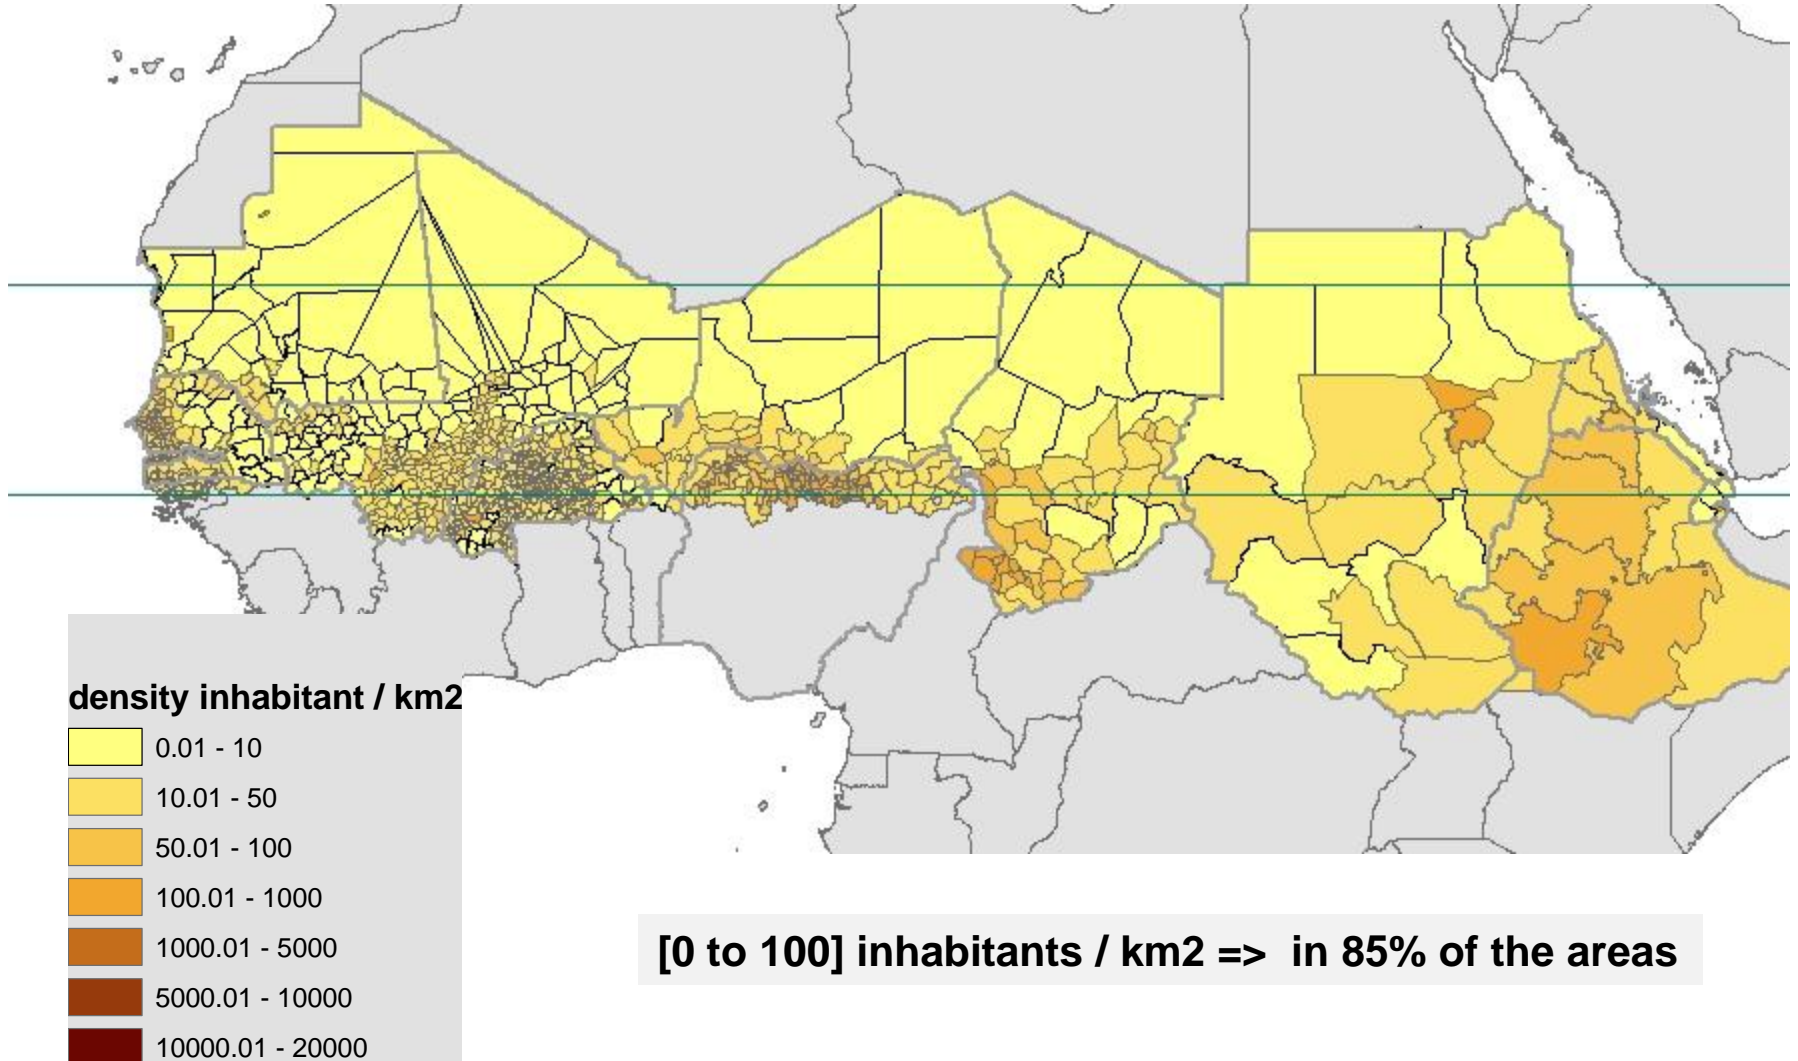 density inhabitant / km2
0.01 - 10
10.01 - 50
50.01 - 100
100.01 - 1000
1000.01 - 5000
5000.01 - 10000
10000.01 - 20000
[0 to 100] inhabitants / km2 => in 85% of the areas